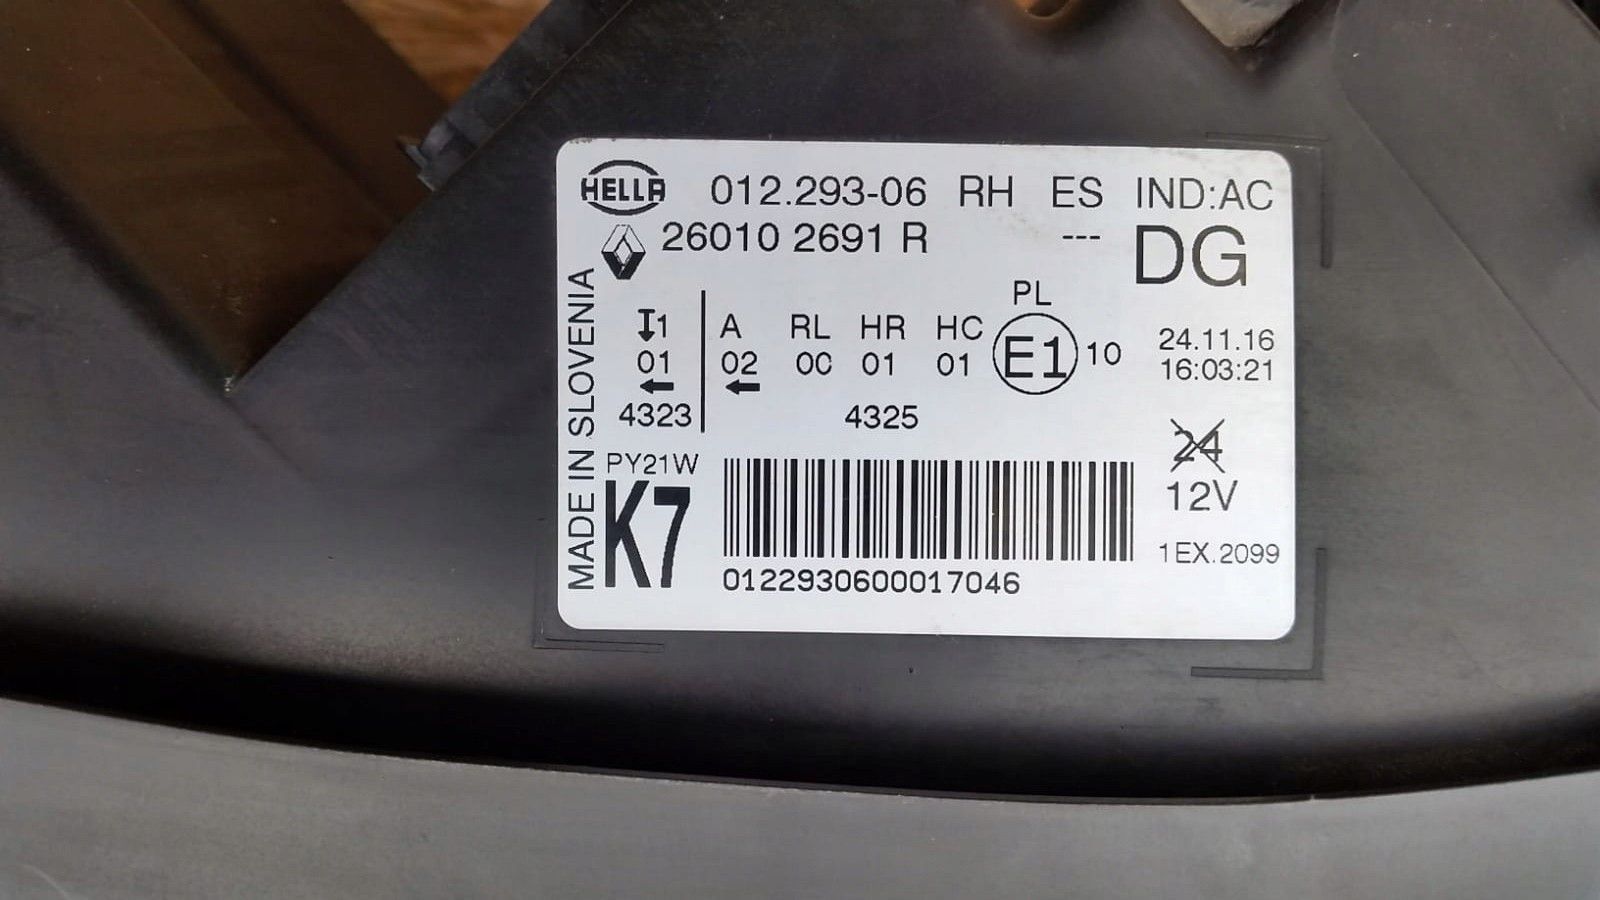 HELLA 012.293-06 RH ES IND:AC
26010 2691 R --- DG
MADE IN SLOVENIA
PL
1 A RL HR HC E1 10 24.11.16
01 02 00 01 01 16:03:21
4323 4325
24
PY21W 12V
K7
1EX.2099
0122930600017046